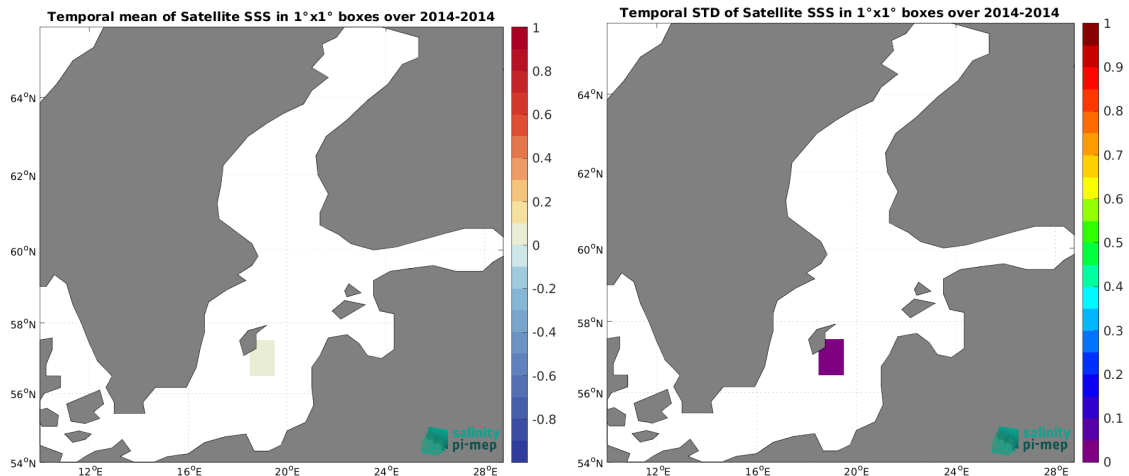 Temporal mean of Satellite SSS in 1°x1° boxes over 2014-2014
64°N
62°N
60°N
58°N
56°N
54°N
12°E
16°E
20°E
24°E
28°E
1
0.8
0.6
0.4
0.2
0
-0.2
-0.4
-0.6
-0.8
salinity
pi-mep
Temporal STD of Satellite SSS in 1°x1° boxes over 2014-2014
64°N
62°N
60°N
58°N
56°N
54°N
12°E
16°E
20°E
24°E
28°E
1
0.9
0.8
0.7
0.6
0.5
0.4
0.3
0.2
0.1
0
salinity
pi-mep